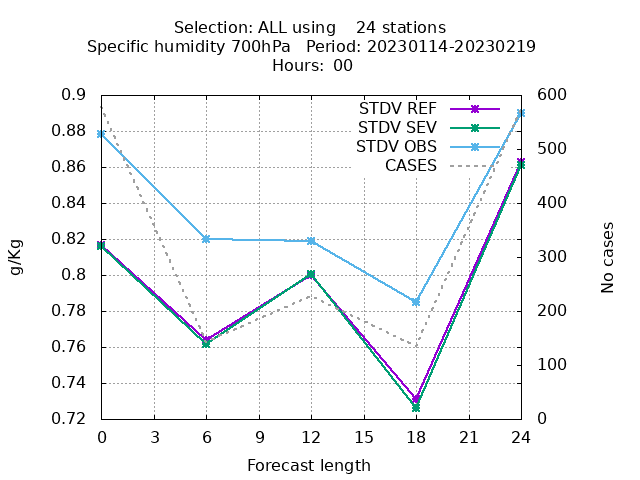 Selection: ALL using    24 stations
Specific humidity 700hPa   Period: 20230114-20230219
Hours:  00
STDV REF
STDV SEV
STDV OBS
CASES
0.9
0.88
0.86
0.84
0.82
0.8
0.78
0.76
0.74
0.72
g/Kg
600
500
400
300
200
100
0
No cases
0 3 6 9 12 15 18 21 24
Forecast length